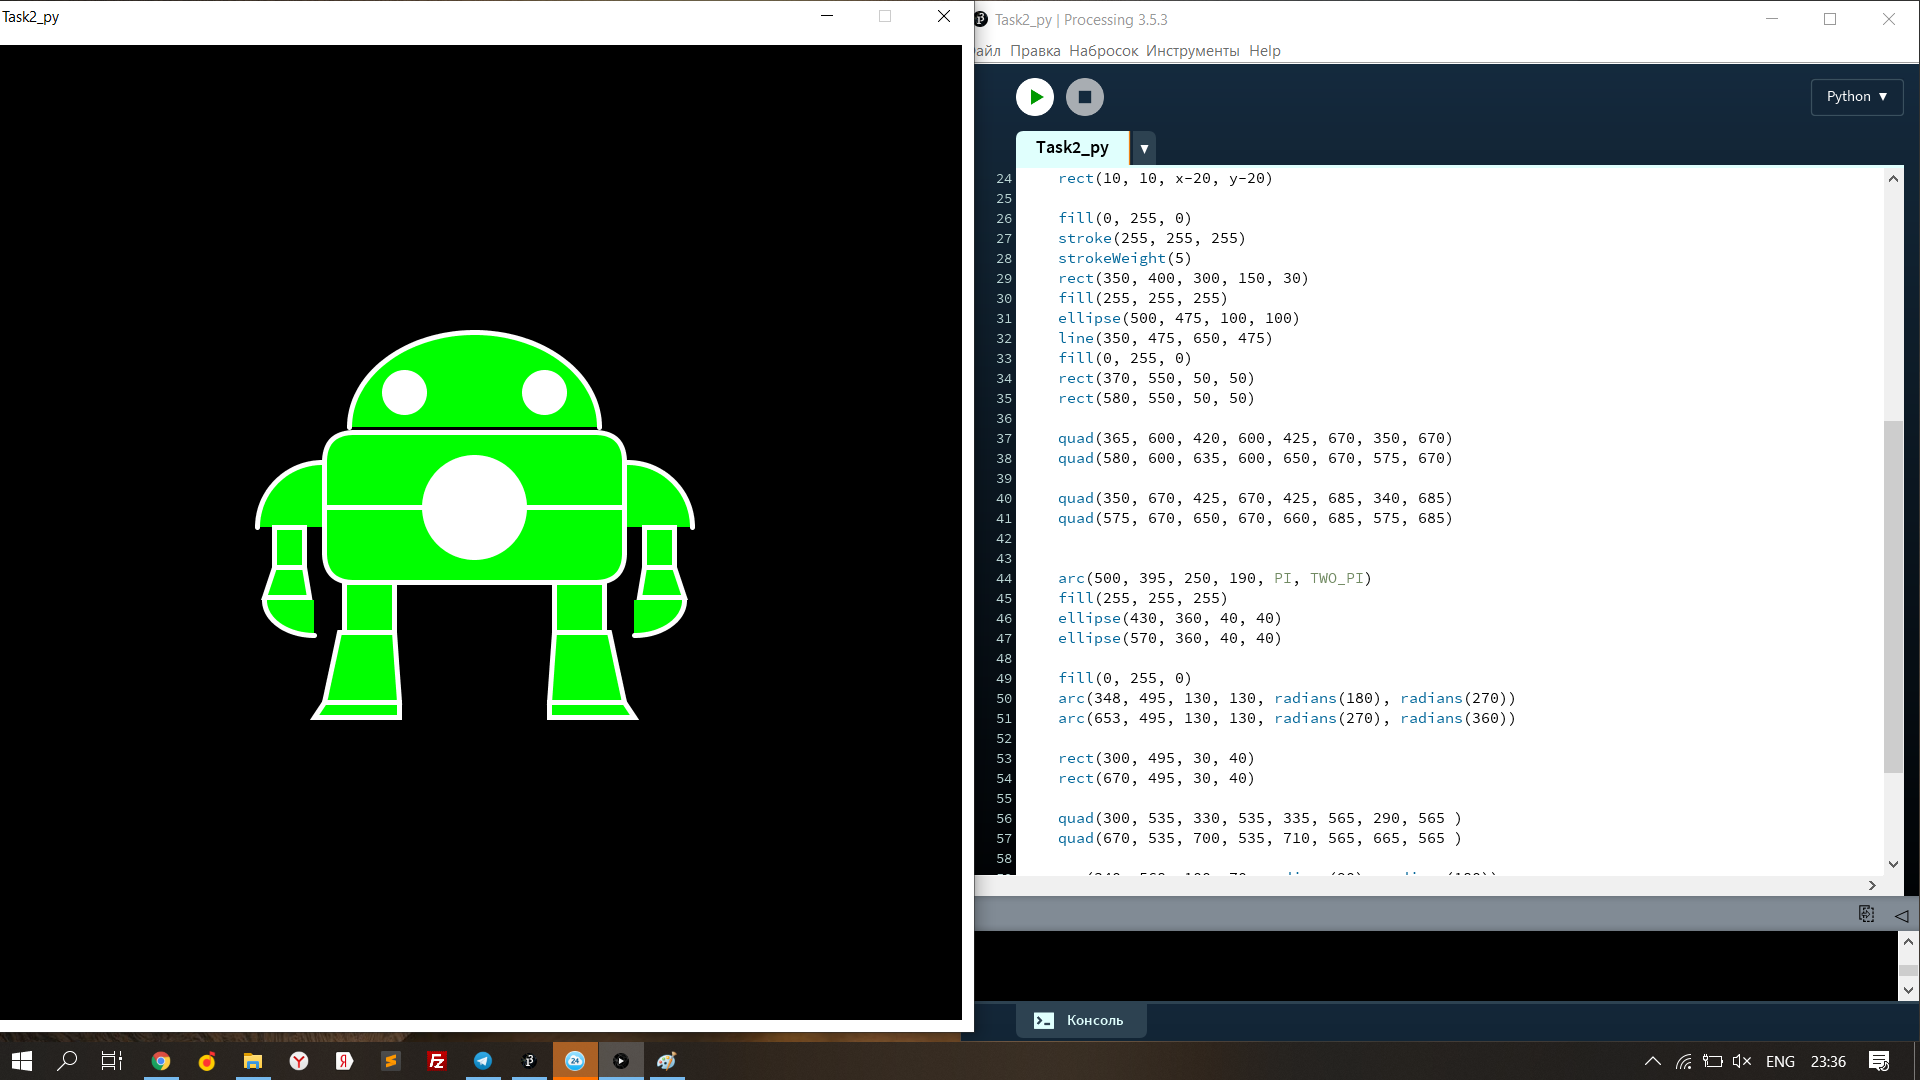 Task2_py
Task2_py | Processing 3.5.3
айл Правка Набросок Инструменты Help
Python ▼
Task2_py ▼
24 rect(10, 10, x-20, y-20)
25
26 fill(0, 255, 0)
27 stroke(255, 255, 255)
28 strokeWeight(5)
29 rect(350, 400, 300, 150, 30)
30 fill(255, 255, 255)
31 ellipse(500, 475, 100, 100)
32 line(350, 475, 650, 475)
33 fill(0, 255, 0)
34 rect(370, 550, 50, 50)
35 rect(580, 550, 50, 50)
36
37 quad(365, 600, 420, 600, 425, 670, 350, 670)
38 quad(580, 600, 635, 600, 650, 670, 575, 670)
39
40 quad(350, 670, 425, 670, 425, 685, 340, 685)
41 quad(575, 670, 650, 670, 660, 685, 575, 685)
42
43
44 arc(500, 395, 250, 190, PI, TWO_PI)
45 fill(255, 255, 255)
46 ellipse(430, 360, 40, 40)
47 ellipse(570, 360, 40, 40)
48
49 fill(0, 255, 0)
50 arc(348, 495, 130, 130, radians(180), radians(270))
51 arc(653, 495, 130, 130, radians(270), radians(360))
52
53 rect(300, 495, 30, 40)
54 rect(670, 495, 30, 40)
55
56 quad(300, 535, 330, 535, 335, 565, 290, 565 )
57 quad(670, 535, 700, 535, 710, 565, 665, 565 )
58
Консоль
24
ENG 23:36